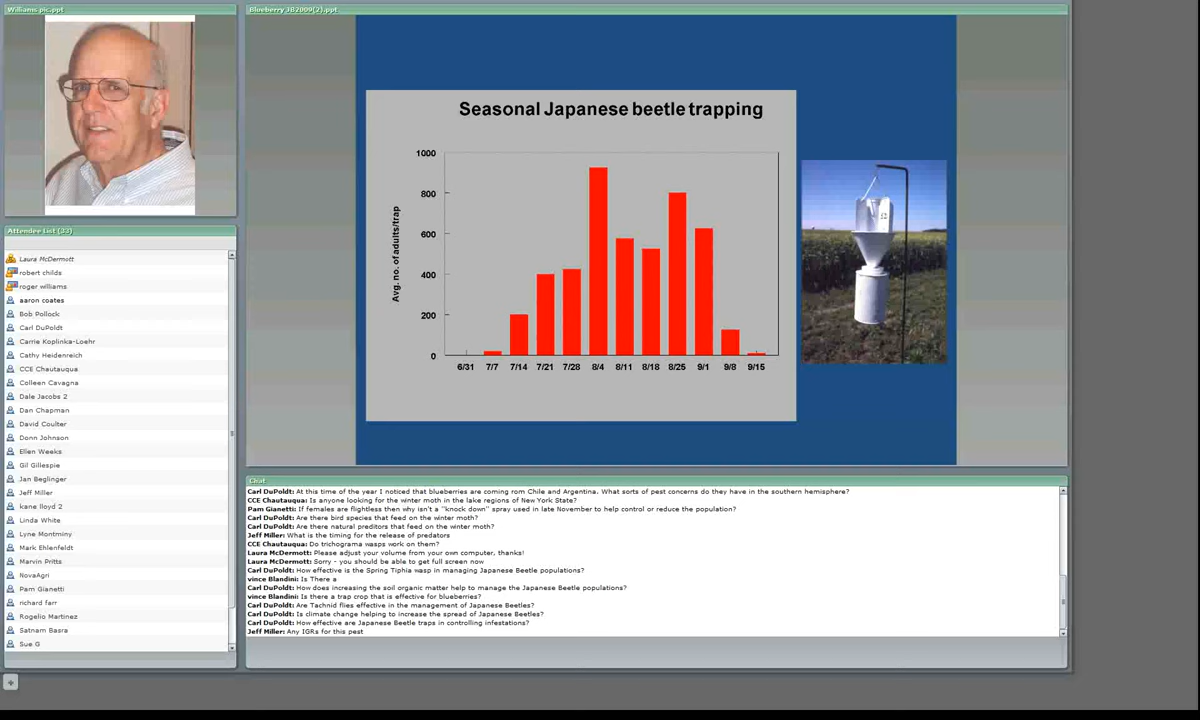 Williams pic.ppt
Attendee List (33)
Laura McDermott
robert childs
roger williams
aaron coates
Bob Pollock
Carl DuPoldt
Carrie Koplinka-Loehr
Cathy Heidenreich
CCE Chautauqua
Colleen Cavagna
Dale Jacobs 2
Dan Chapman
David Coulter
Donn Johnson
Ellen Weeks
Gil Gillespie
Jan Beglinger
Jeff Miller
kane lloyd 2
Linda White
Lyne Montminy
Mark Ehlenfeldt
Marvin Pritts
NovaAgri
Pam Gianetti
richard farr
Rogelio Martinez
Satnam Basra
Sue G
Blueberry JB2009(2).ppt
Seasonal Japanese beetle trapping
Avg. no. of adults/trap
1000
800
600
400
200
0
6/31 7/7 7/14 7/21 7/28 8/4 8/11 8/18 8/25 9/1 9/8 9/15
Chat
Carl DuPoldt: At this time of the year I noticed that blueberries are coming rom Chile and Argentina. What sorts of pest concerns do they have in the southern hemisphere?
CCE Chautauqua: Is anyone looking for the winter moth in the lake regions of New York State?
Pam Gianetti: If females are flightless then why isn't a "knock down" spray used in late November to help control or reduce the population?
Carl DuPoldt: Are there bird species that feed on the winter moth?
Carl DuPoldt: Are there natural preditors that feed on the winter moth?
Jeff Miller: What is the timing for the release of predators
CCE Chautauqua: Do trichograma wasps work on them?
Laura McDermott: Please adjust your volume from your own computer, thanks!
Laura McDermott: Sorry - you should be able to get full screen now
Carl DuPoldt: How effective is the Spring Tiphia wasp in managing Japanese Beetle populations?
vince Blandini: Is There a
Carl DuPoldt: How does increasing the soil organic matter help to manage the Japanese Beetle populations?
vince Blandini: Is there a trap crop that is effective for blueberries?
Carl DuPoldt: Are Tachnid flies effective in the management of Japanese Beetles?
Carl DuPoldt: Is climate change helping to increase the spread of Japanese Beetles?
Carl DuPoldt: How effective are Japanese Beetle traps in controlling infestations?
Jeff Miller: Any IGRs for this pest